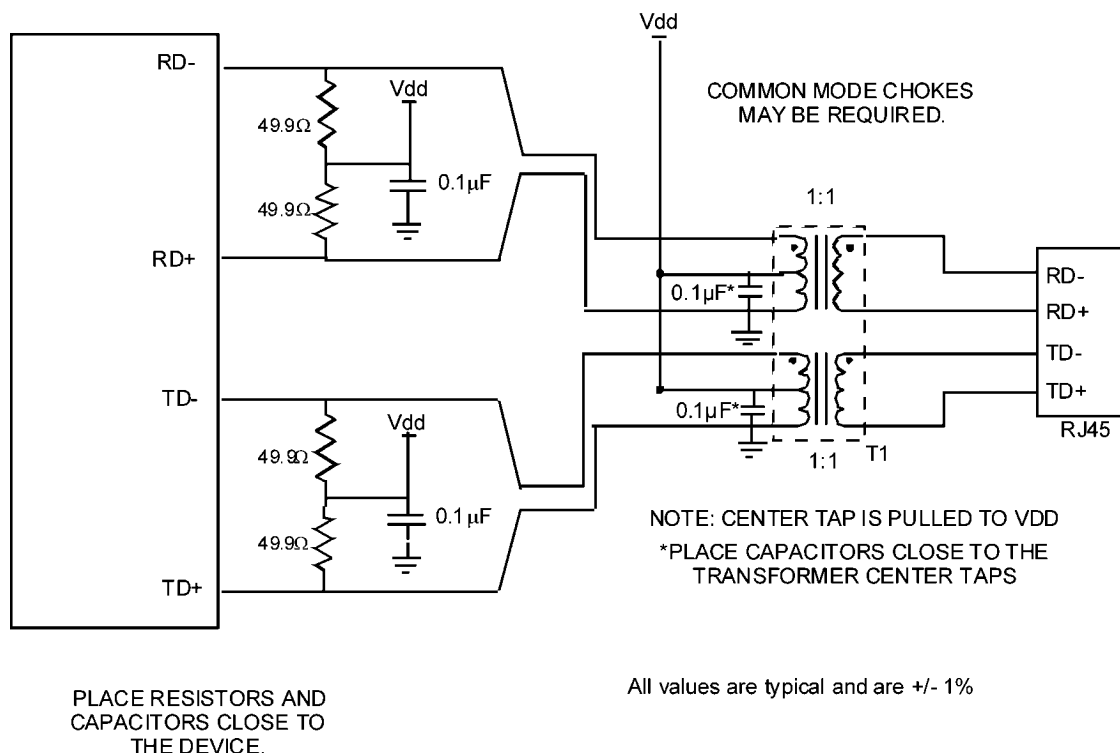 Vdd
RD-
Vdd
COMMON MODE CHOKES
MAY BE REQUIRED.
49.9Ω
0.1μF
49.9Ω
1:1
RD+
RD-
0.1μF*
RD+
TD-
TD-
Vdd
0.1μF*
TD+
RJ45
49.9Ω
1:1
T1
0.1μF
NOTE: CENTER TAP IS PULLED TO VDD
49.9Ω
*PLACE CAPACITORS CLOSE TO THE
TRANSFORMER CENTER TAPS
TD+
PLACE RESISTORS AND
CAPACITORS CLOSE TO
THE DEVICE.
All values are typical and are +/- 1%